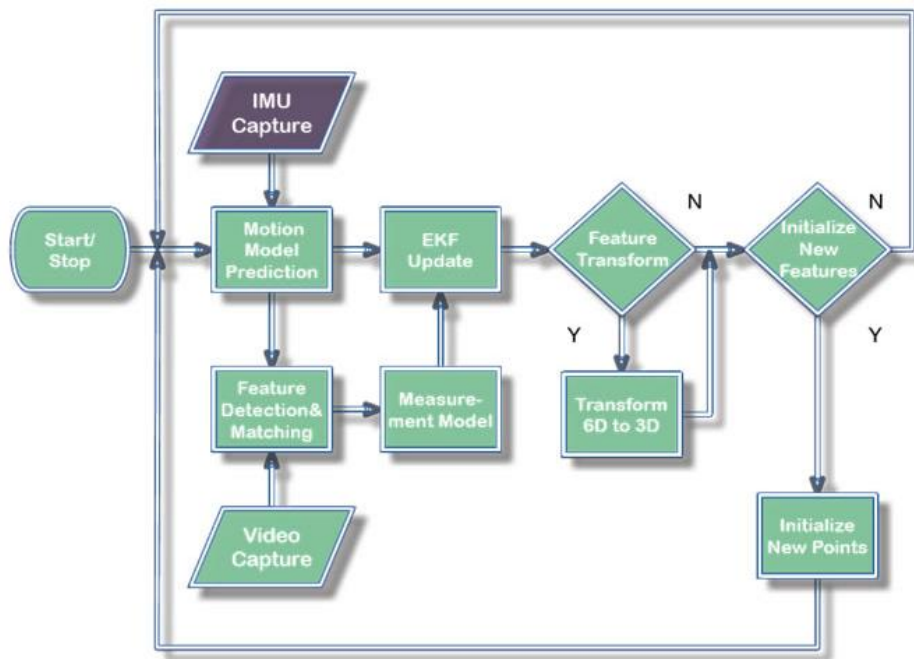 IMU
Capture
Start/
Stop
Motion
Model
Prediction
EKF
Update
Feature
Transform
N
Initialize
New
Features
N
Y
Y
Feature
Detection&
Matching
Measure-
ment Model
Transform
6D to 3D
Video
Capture
Initialize
New Points